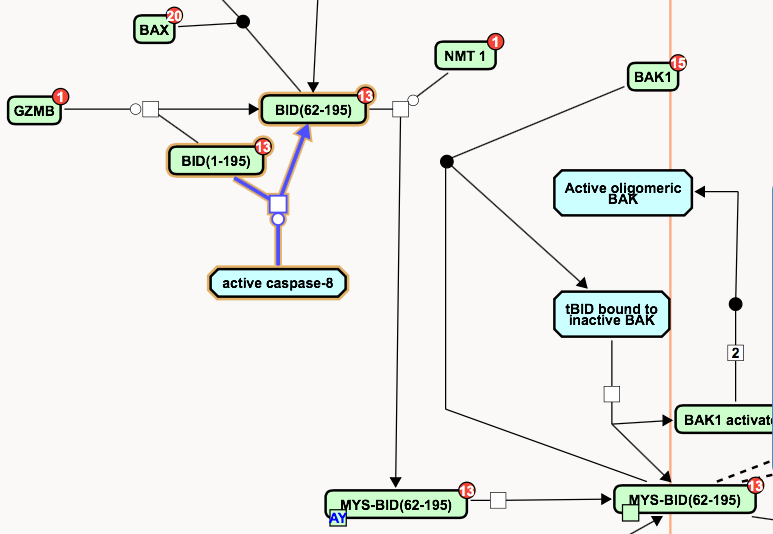 20
BAX
1
NMT 1
15
BAK1
1
GZMB
13
BID(62-195)
13
BID(1-195)
Active oligomeric
BAK
active caspase-8
tBID bound to
inactive BAK
2
BAK1 activat
13
MYS-BID(62-195)
AY
13
MYS-BID(62-195)